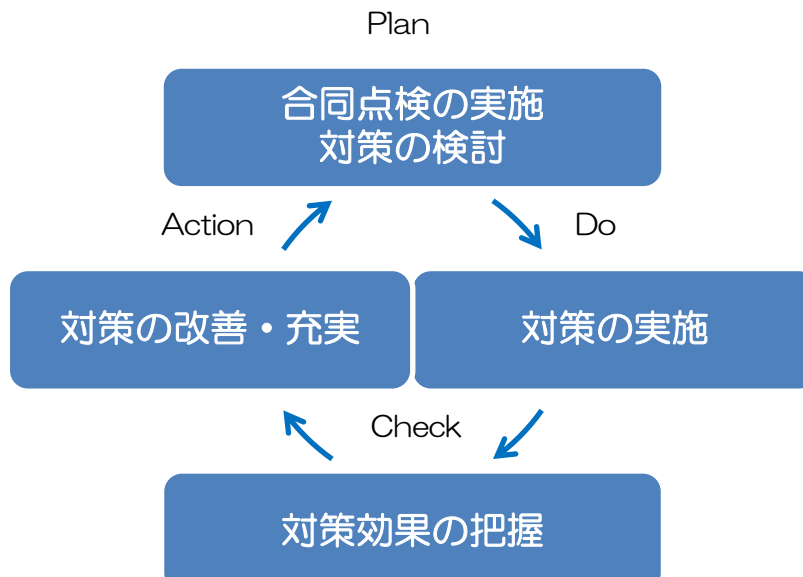 Plan
合同点検の実施
対策の検討
Action
Do
対策の改善・充実
対策の実施
Check
対策効果の把握